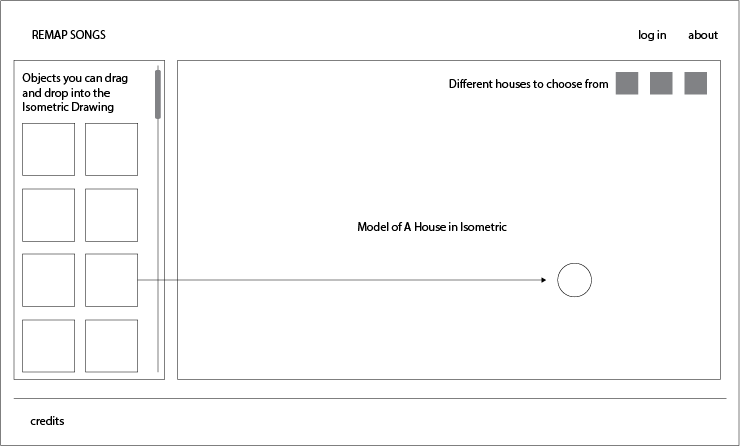 REMAP SONGS
log in
about
Objects you can drag
and drop into the
Isometric Drawing
Different houses to choose from
Model of A House in Isometric
credits